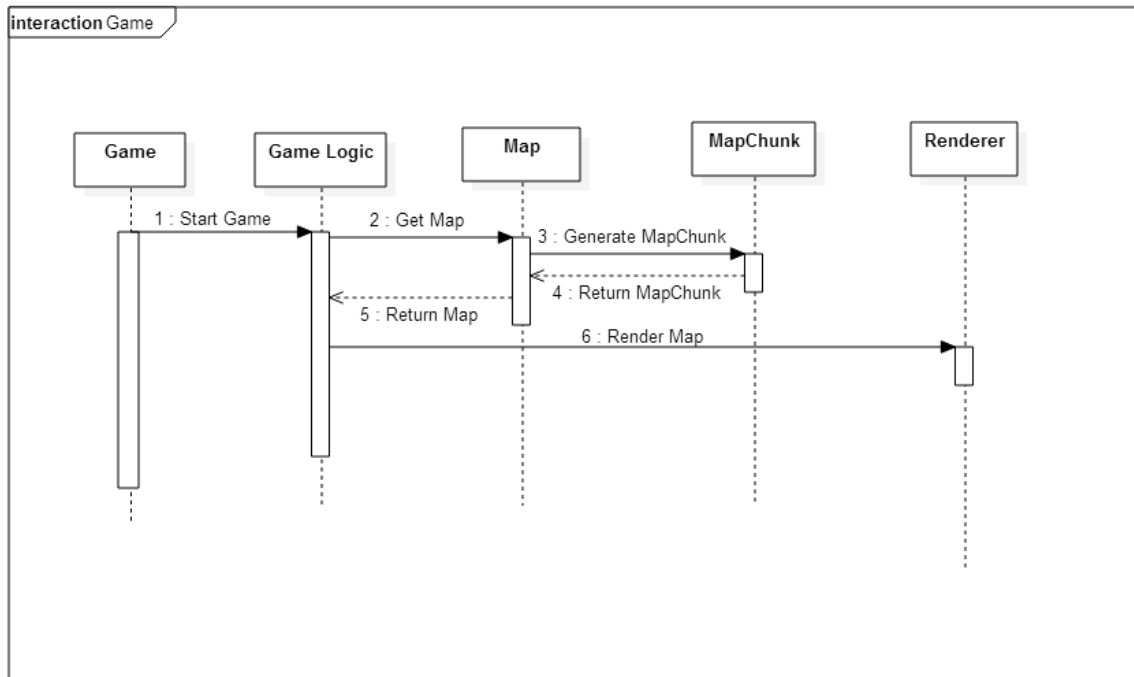 interaction Game
Game
Game Logic
Map
MapChunk
Renderer
1 : Start Game
2 : Get Map
3 : Generate MapChunk
4 : Return MapChunk
5 : Return Map
6 : Render Map